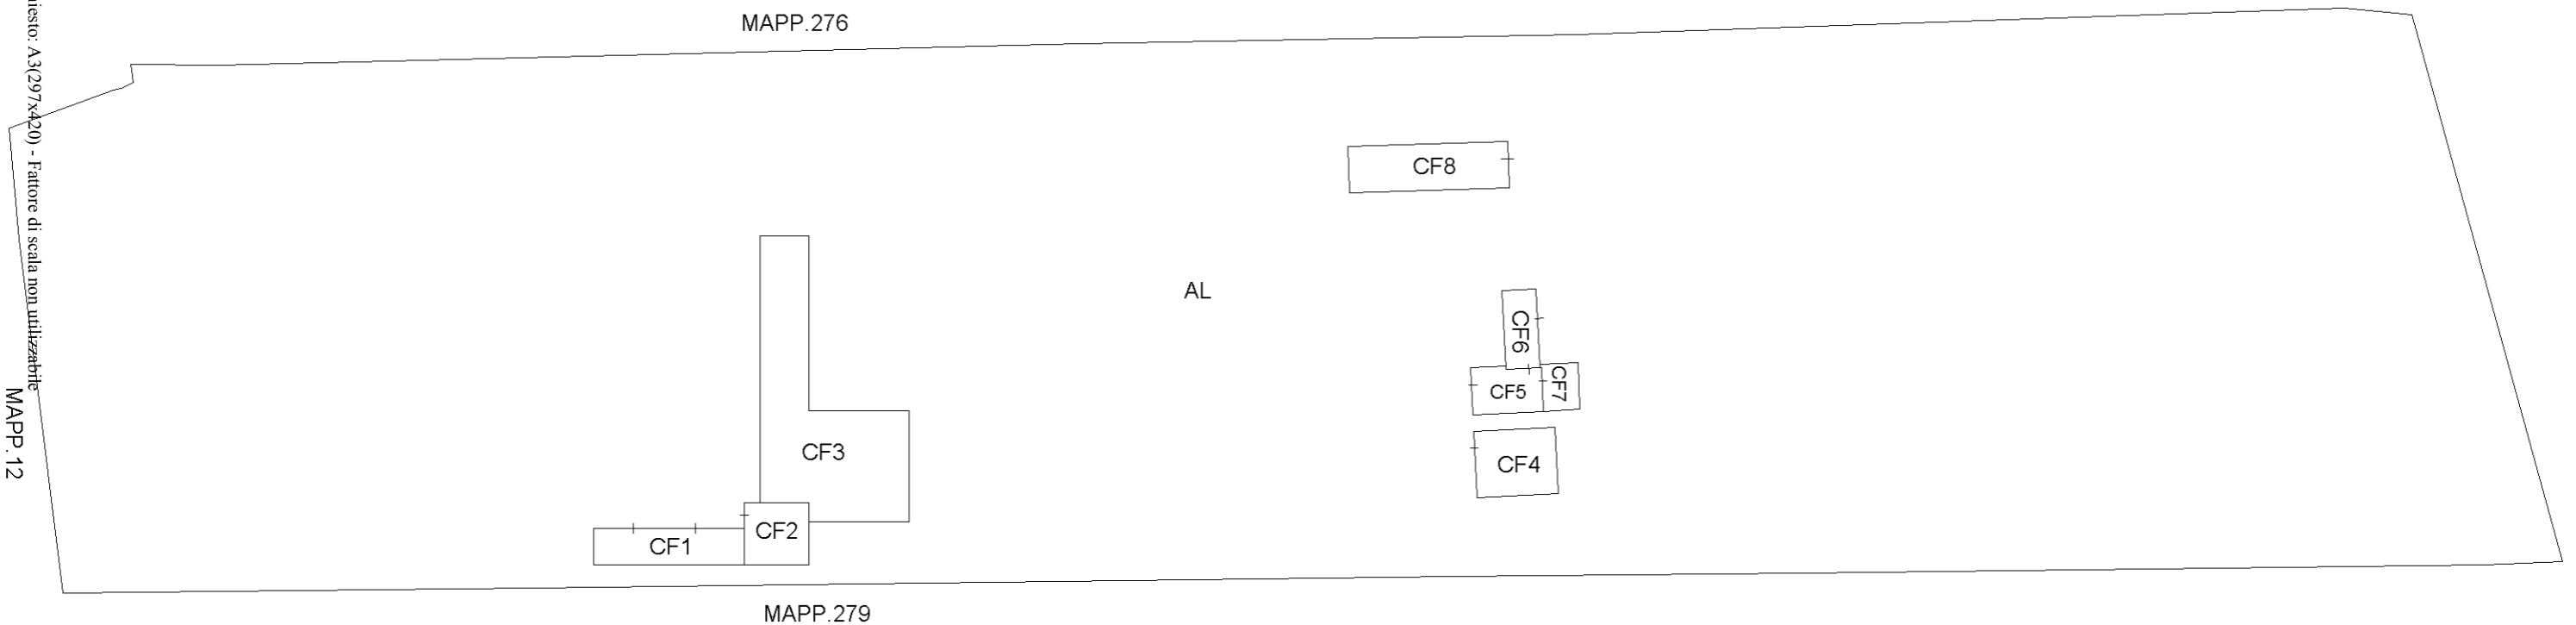 MAPP.276
iesto: A3(297x420) - Fattore di scala non utilizzabile
CF8
AL
CF6
CF7
CF5
MAPP.12
CF3
CF4
CF2
CF1
MAPP.279